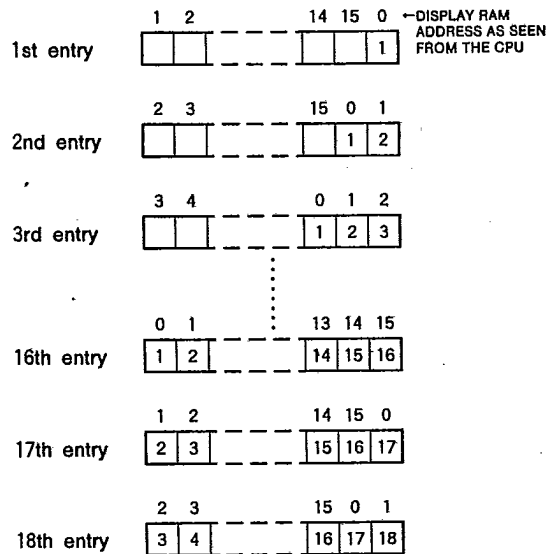 1 2 14 15 0 ←DISPLAY RAM
ADDRESS AS SEEN
FROM THE CPU
1st entry 1
2 3 15 0 1
2nd entry 1 2
3 4 0 1 2
3rd entry 1 2 3
0 1 13 14 15
16th entry 1 2 14 15 16
1 2 14 15 0
17th entry 2 3 15 16 17
2 3 15 0 1
18th entry 3 4 16 17 18